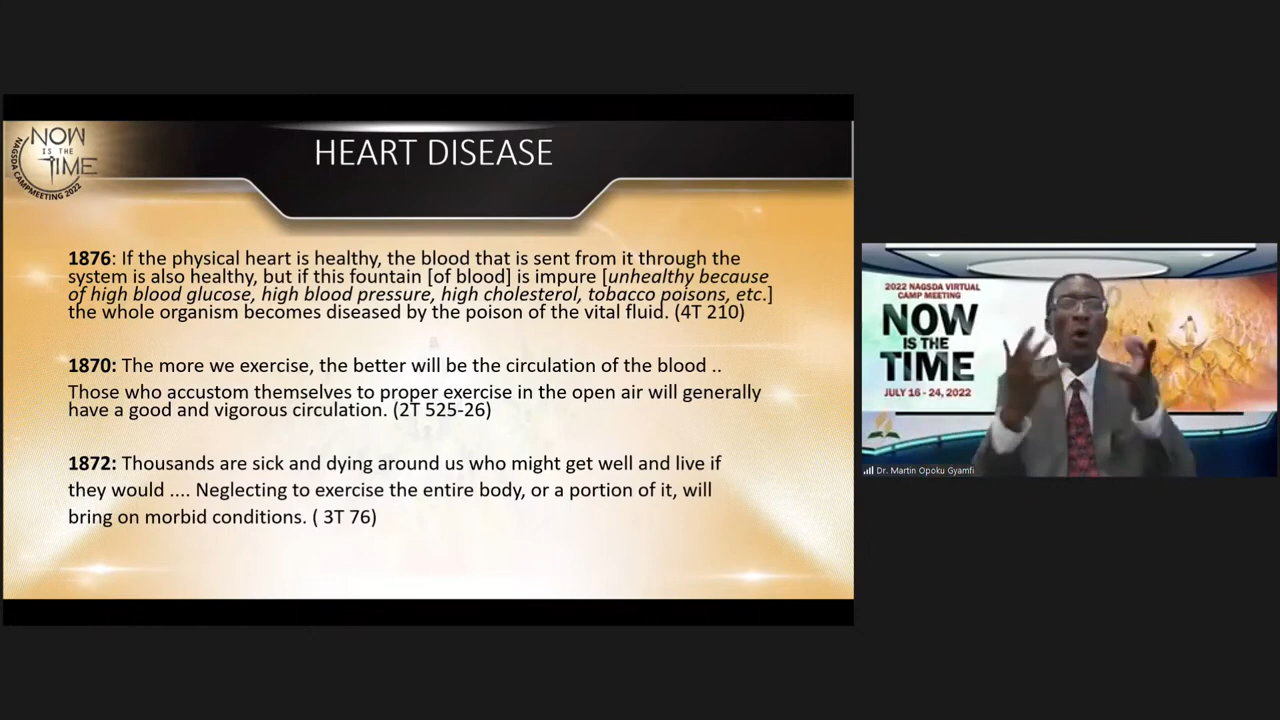 NOW
IS THE
TIME
NAGSDA CAMPMEETING 2022
HEART DISEASE
1876: If the physical heart is healthy, the blood that is sent from it through the
system is also healthy, but if this fountain [of blood] is impure [unhealthy because
of high blood glucose, high blood pressure, high cholesterol, tobacco poisons, etc.]
the whole organism becomes diseased by the poison of the vital fluid. (4T 210)
1870: The more we exercise, the better will be the circulation of the blood ..
Those who accustom themselves to proper exercise in the open air will generally
have a good and vigorous circulation. (2T 525-26)
1872: Thousands are sick and dying around us who might get well and live if
they would .... Neglecting to exercise the entire body, or a portion of it, will
bring on morbid conditions. ( 3T 76)
2022 NAGSDA VIRTUAL
CAMP MEETING
NOW
IS THE
TIME
JULY 16 - 24, 2022
Dr. Martin Opoku Gyamfi